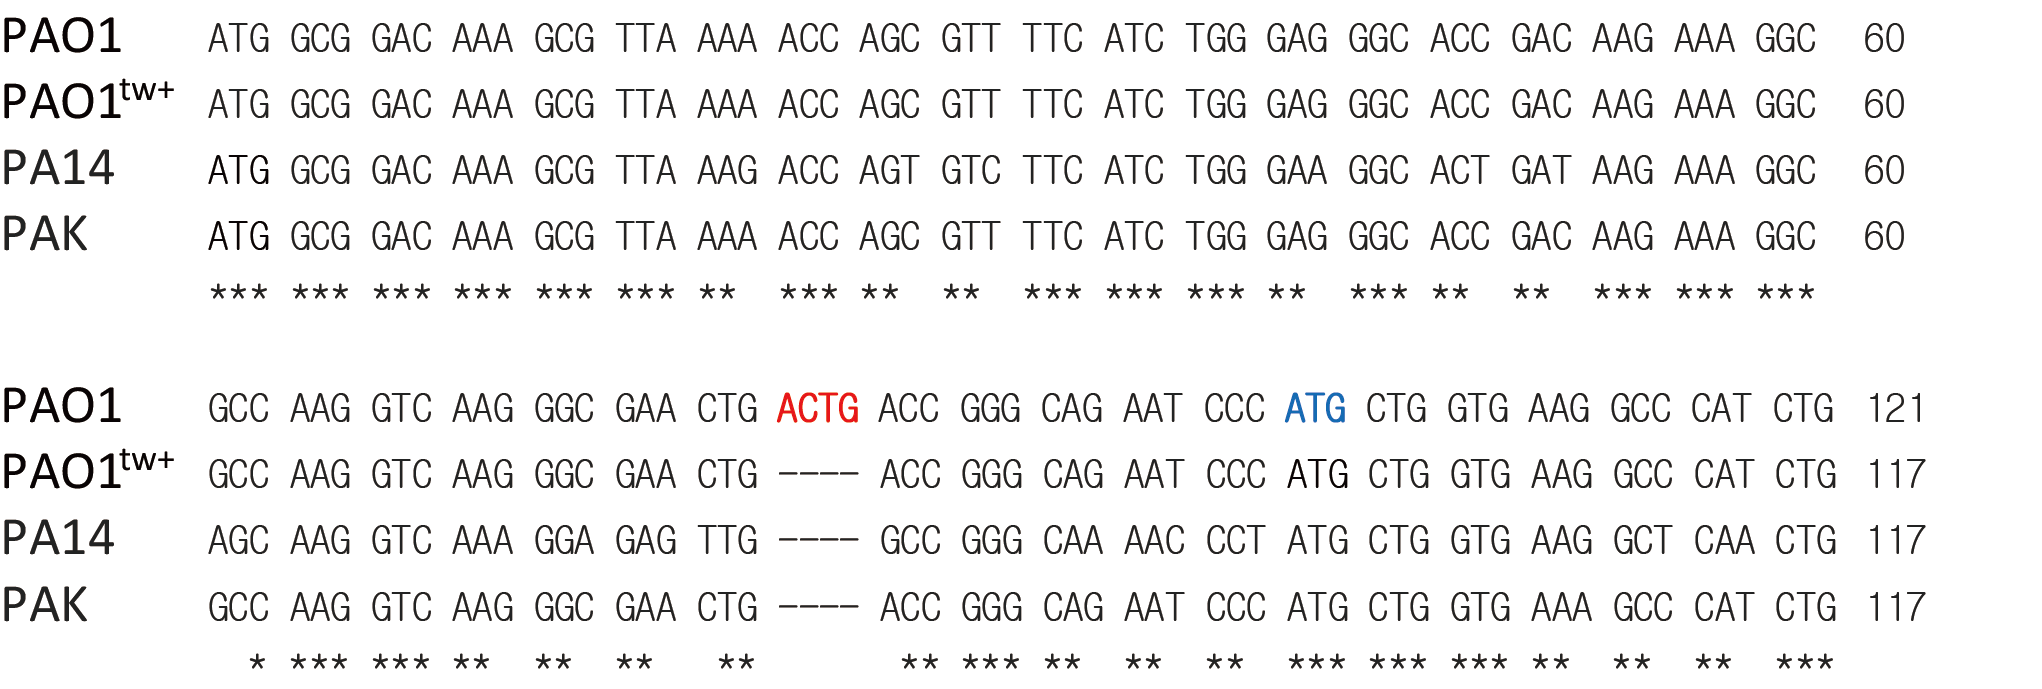 PAO1 ATG GCG GAC AAA GCG TTA AAA ACC AGC GTT TTC ATC TGG GAG GGC ACC GAC AAG AAA GGC 60
PAO1tw+ ATG GCG GAC AAA GCG TTA AAA ACC AGC GTT TTC ATC TGG GAG GGC ACC GAC AAG AAA GGC 60
PA14 ATG GCG GAC AAA GCG TTA AAG ACC AGT GTC TTC ATC TGG GAA GGC ACT GAT AAG AAA GGC 60
PAK ATG GCG GAC AAA GCG TTA AAA ACC AGC GTT TTC ATC TGG GAG GGC ACC GAC AAG AAA GGC 60
*** *** *** *** *** *** ** *** ** ** *** *** *** ** *** ** ** *** *** ***
PAO1 GCC AAG GTC AAG GGC GAA CTG ACTG ACC GGG CAG AAT CCC ATG CTG GTG AAG GCC CAT CTG 121
PAO1tw+ GCC AAG GTC AAG GGC GAA CTG ---- ACC GGG CAG AAT CCC ATG CTG GTG AAG GCC CAT CTG 117
PA14 AGC AAG GTC AAA GGA GAG TTG ---- GCC GGG CAA AAC CCT ATG CTG GTG AAG GCT CAA CTG 117
PAK GCC AAG GTC AAG GGC GAA CTG ---- ACC GGG CAG AAT CCC ATG CTG GTG AAA GCC CAT CTG 117
* *** *** ** ** ** ** ** *** ** ** ** *** *** *** ** ** ** ***